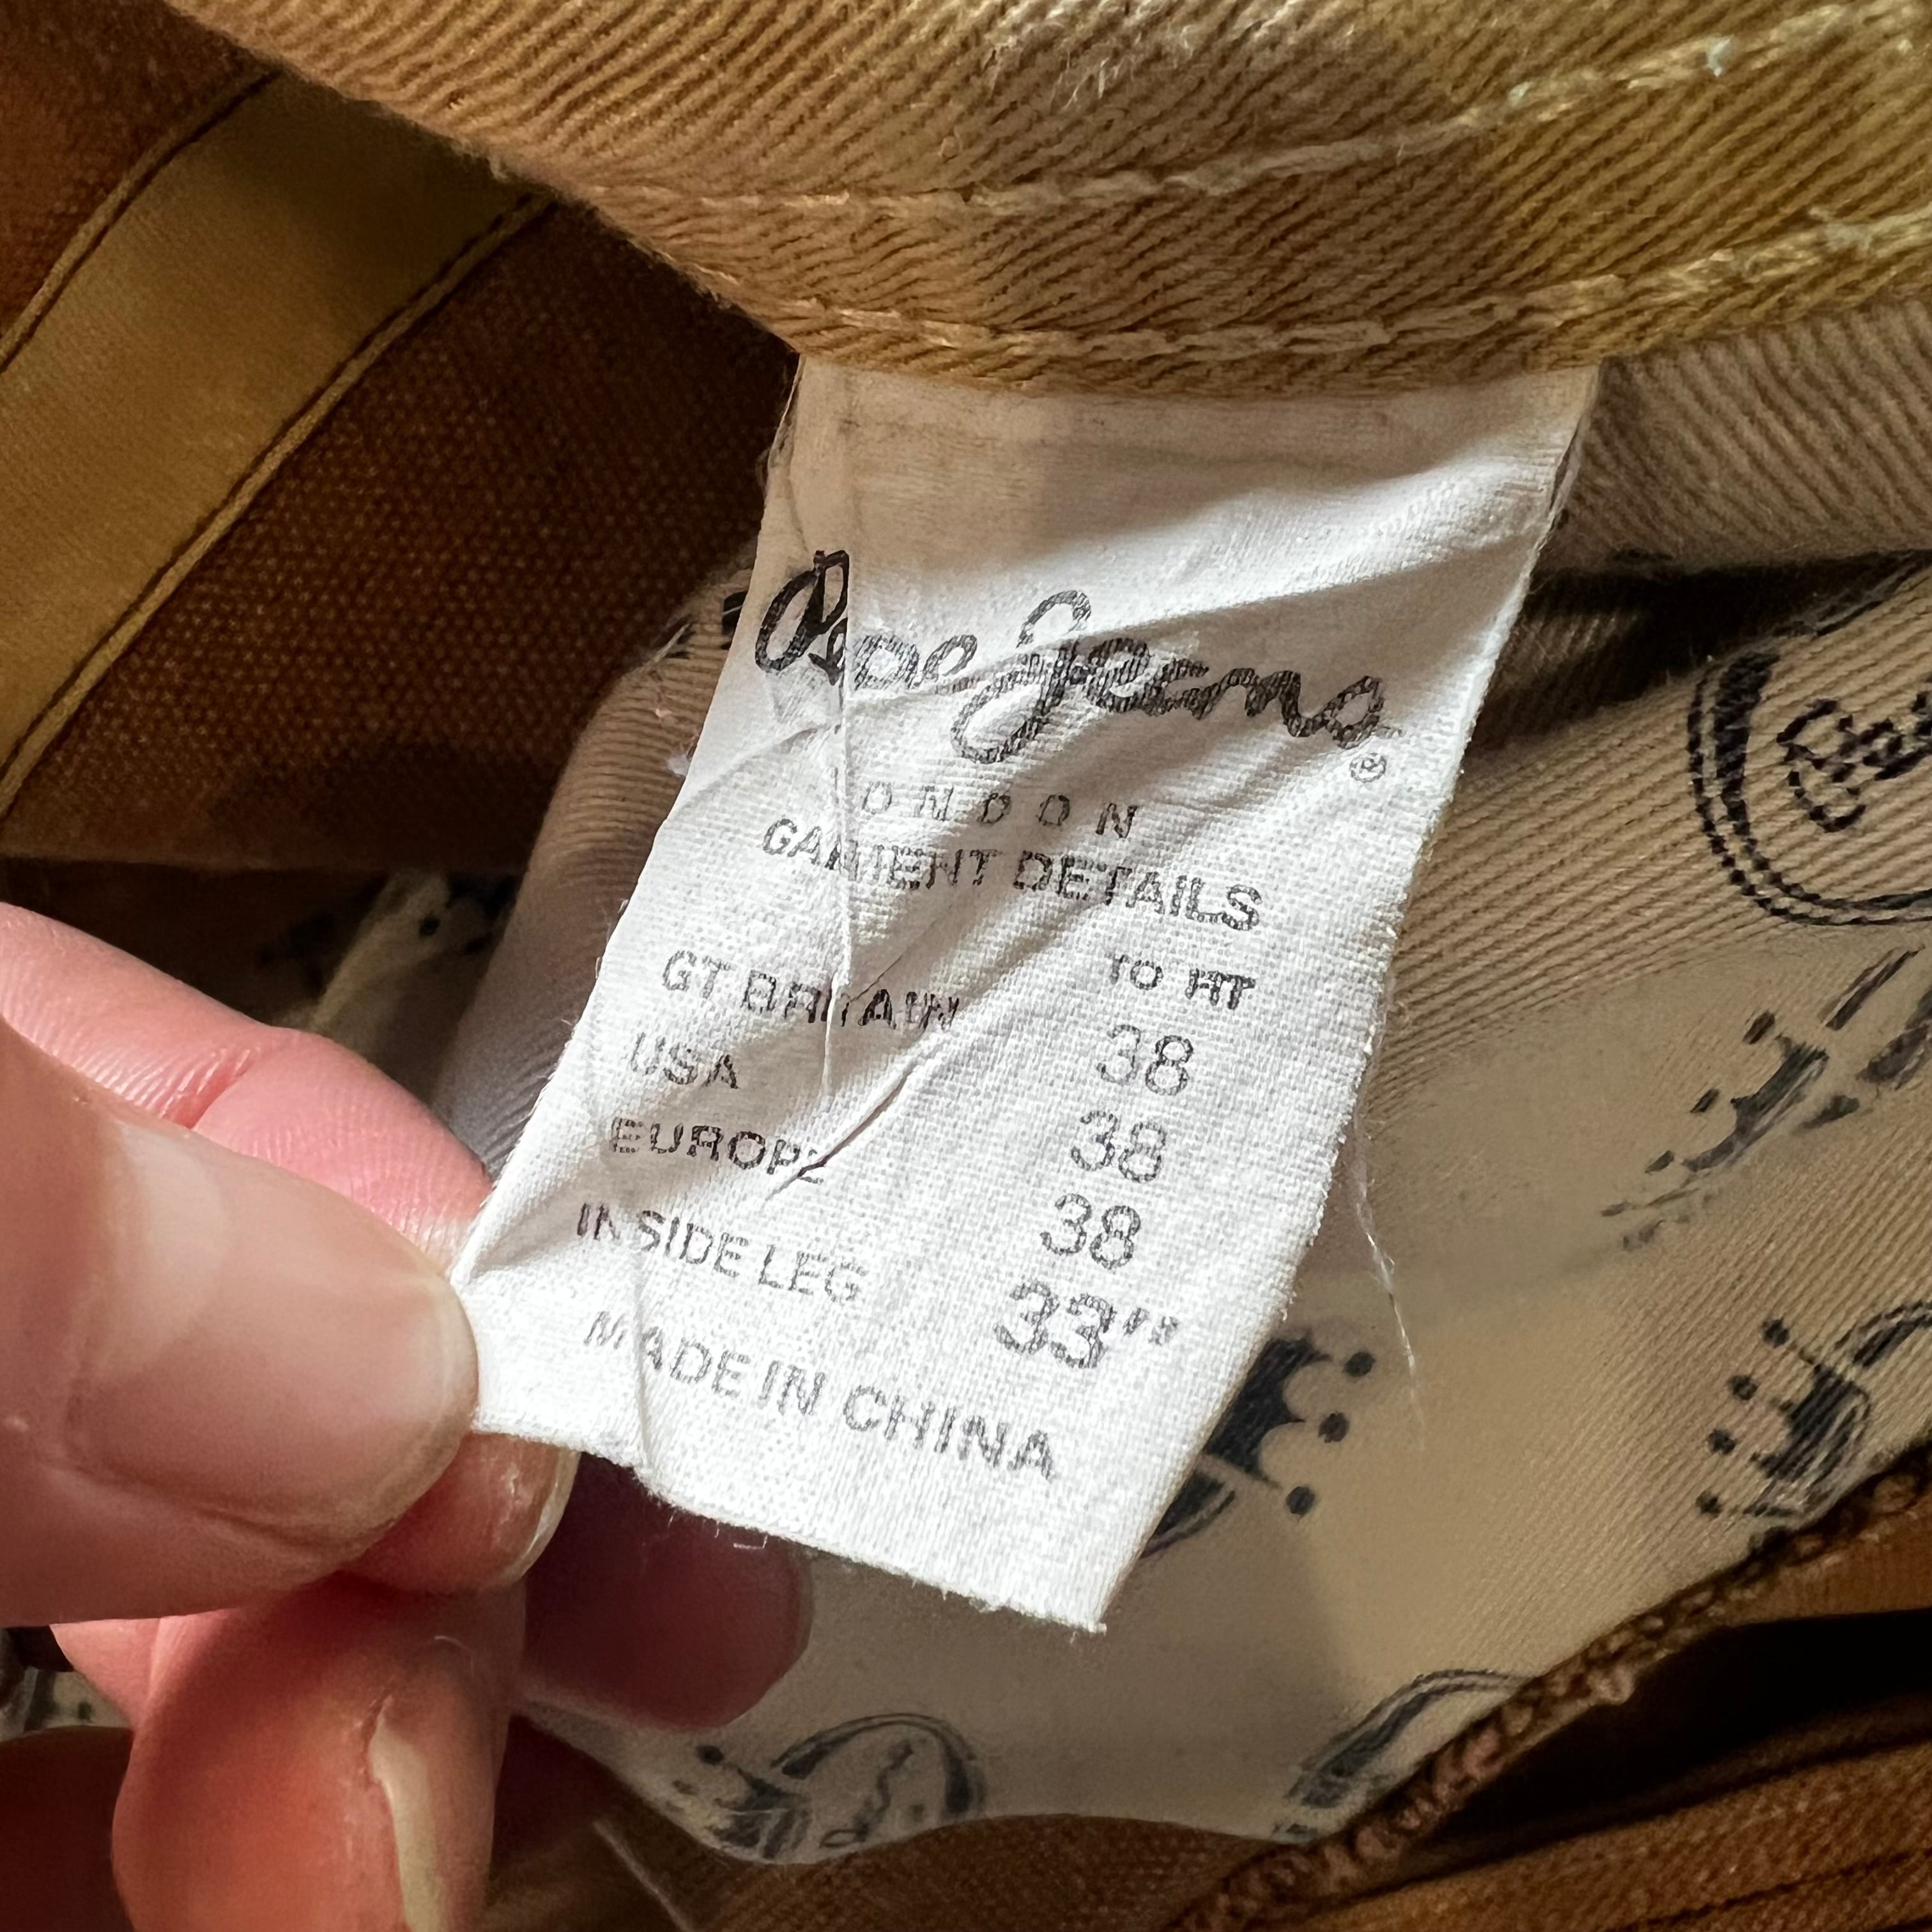 Pepe Jeans®
LONDON
GARMENT DETAILS
TO FIT
GT BRITAIN 38
USA 38
EUROPE 38
INSIDE LEG 33"
MADE IN CHINA